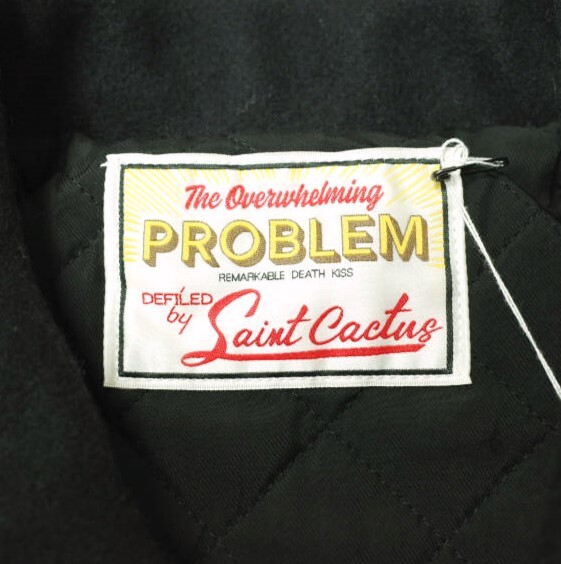 The Overwhelming
PROBLEM
REMARKABLE DEATH KISS
DEFILED
by Saint Cactus